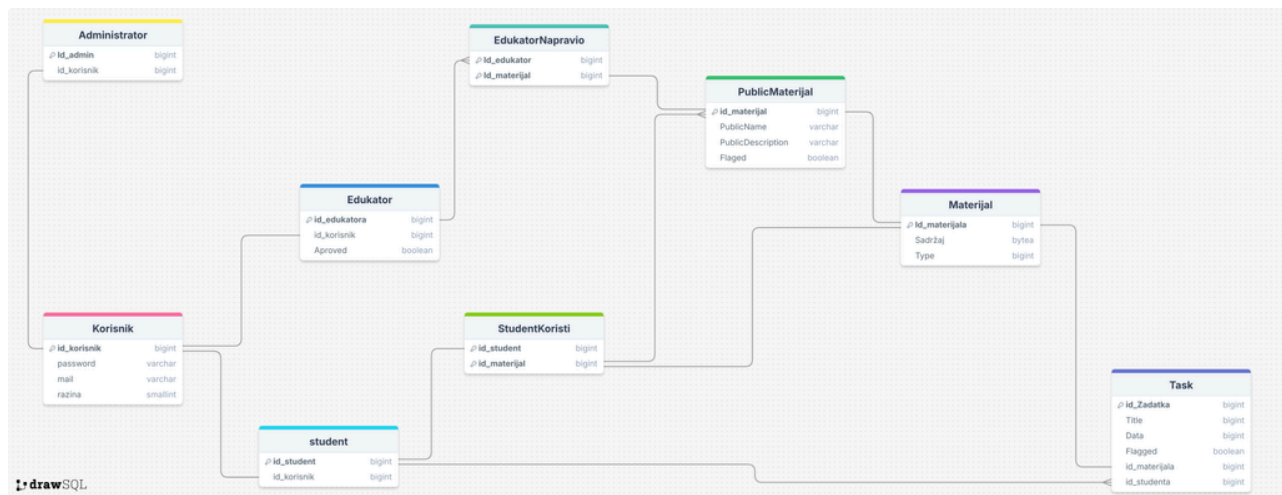 Administrator
Id_admin bigint
id_korisnik bigint
EdukatorNapravio
Id_edukator bigint
Id_materijal bigint
PublicMaterijal
id_materijal bigint
PublicName varchar
PublicDescription varchar
Flaged boolean
Edukator
id_edukatora bigint
id_korisnik bigint
Aproved boolean
Materijal
Id_materijala bigint
Sadržaj bytea
Type bigint
Korisnik
id_korisnik bigint
password varchar
mail varchar
razina smallint
StudentKoristi
id_student bigint
id_materijal bigint
Task
id_Zadatka bigint
Title bigint
Data bigint
Flagged boolean
id_materijala bigint
id_studenta bigint
student
id_student bigint
id_korisnik bigint
drawSQL